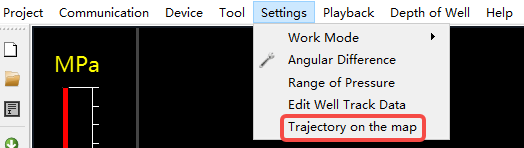 Project Communication Device Tool Settings Playback Depth of Well Help
Work Mode
MPa
Angular Difference
Range of Pressure
Edit Well Track Data
Trajectory on the map